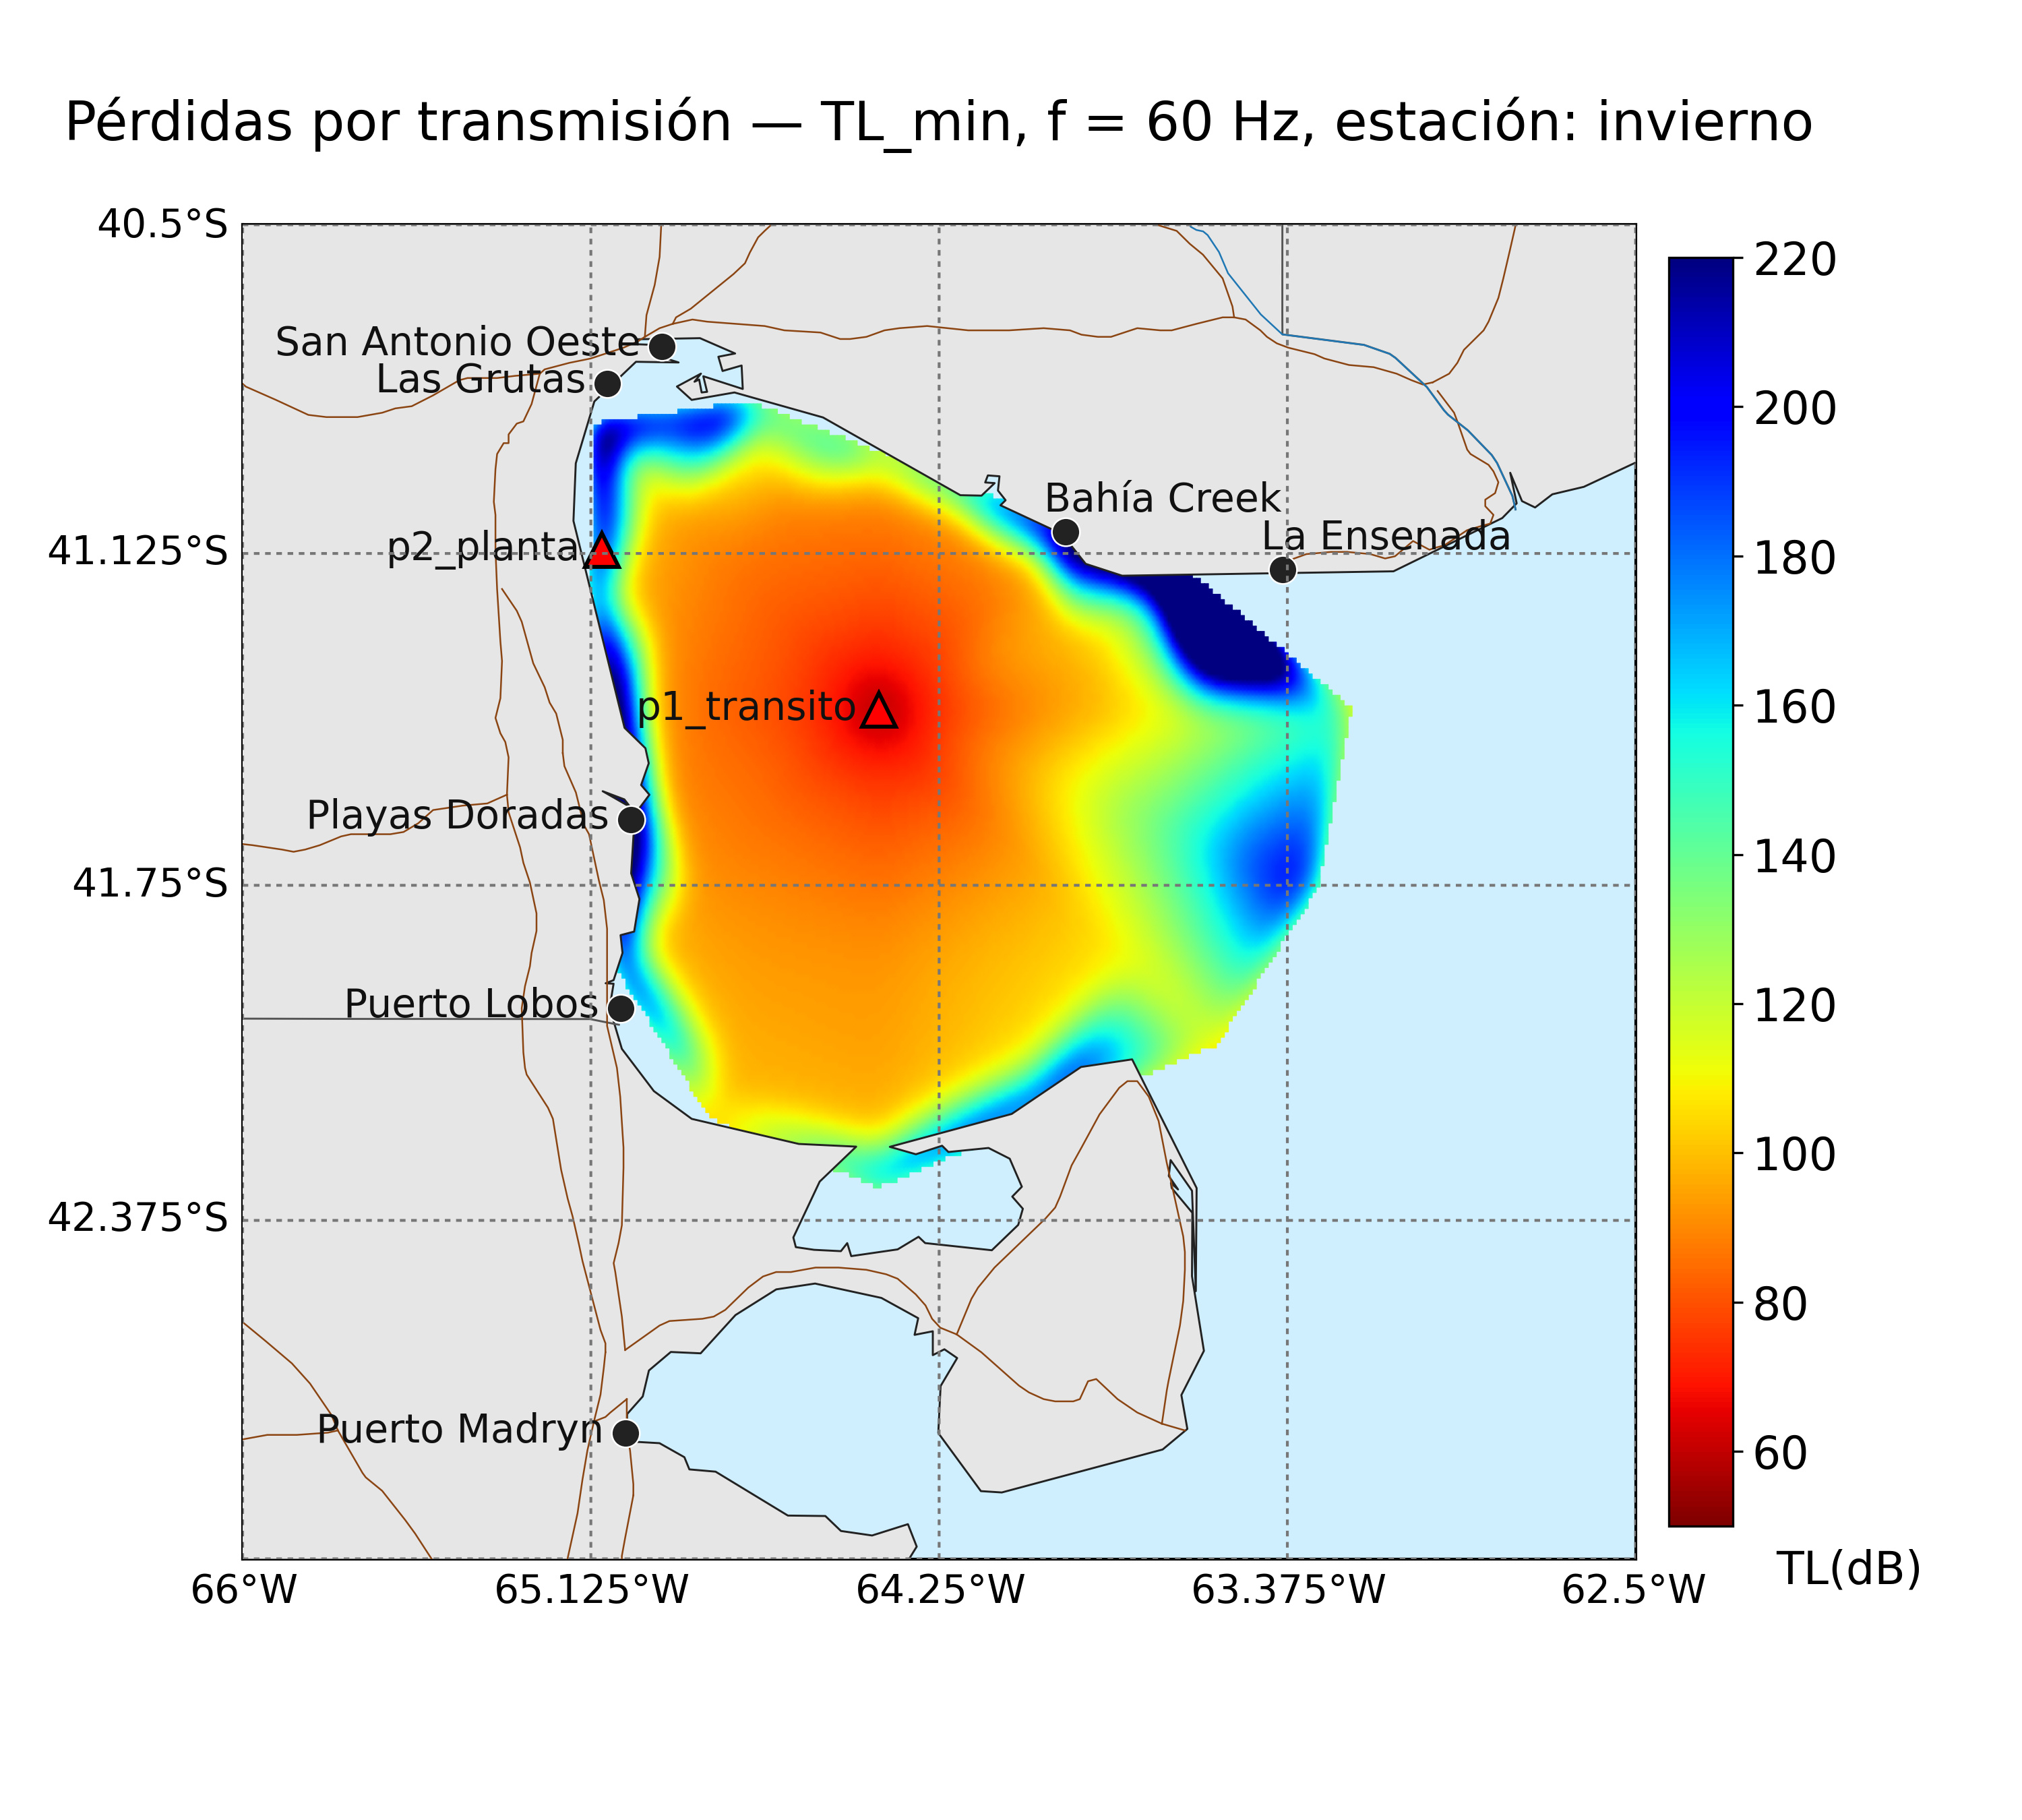 Pérdidas por transmisión — TL_min, f = 60 Hz, estación: invierno
40.5°S
220
San Antonio Oeste
Las Grutas
200
Bahía Creek
La Ensenada
p2_planta
41.125°S
180
p1_transito
160
Playas Doradas
140
41.75°S
Puerto Lobos
120
100
42.375°S
80
Puerto Madryn
60
TL(dB)
66°W 65.125°W 64.25°W 63.375°W 62.5°W